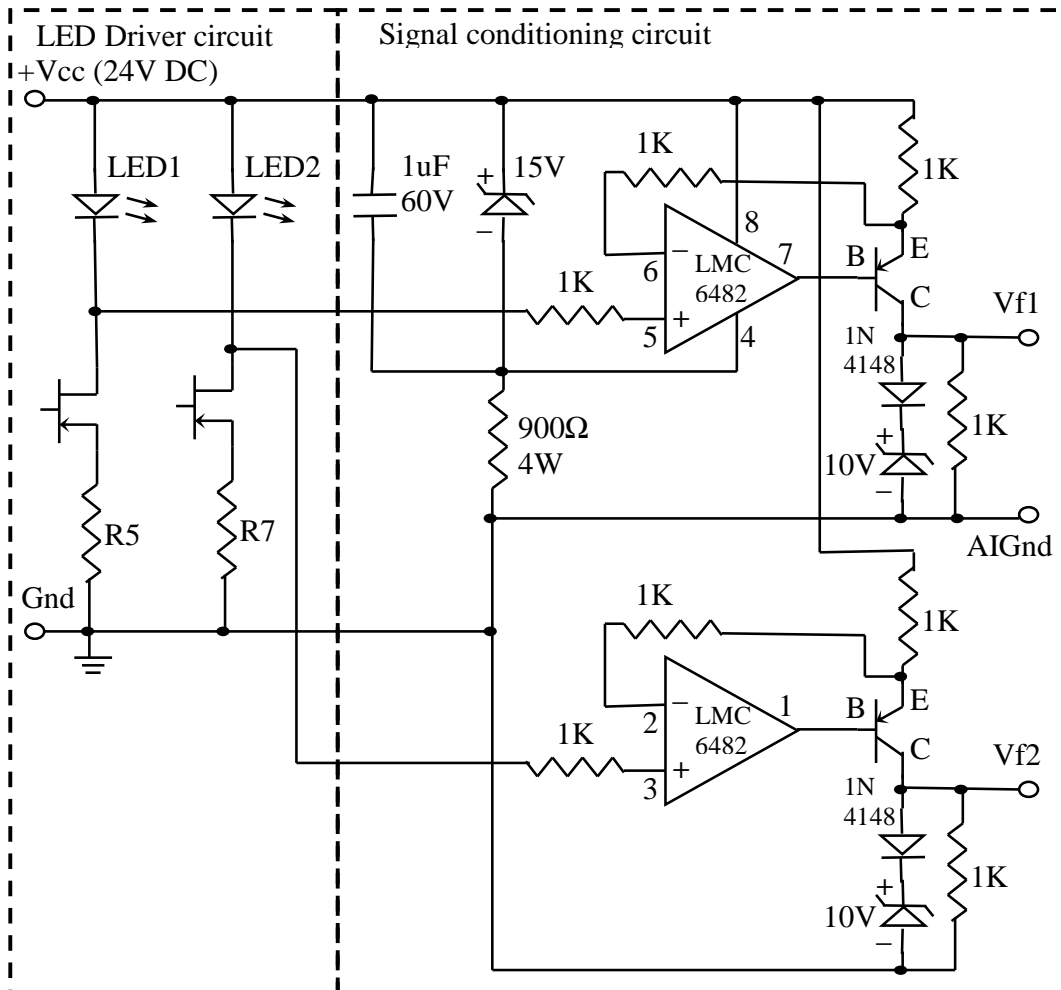 LED Driver circuit
Signal conditioning circuit
+Vcc (24V DC)
LED1
LED2
1uF
60V
+
15V
−
1K
1K
8
B
E
7
LMC
6482
6
−
1K
5
+
4
C
Vf1
1N
4148
900Ω
4W
1K
+
10V
−
R5
R7
AIGnd
Gnd
1K
1K
1
B
E
2
−
LMC
6482
1K
3
+
C
Vf2
1N
4148
1K
+
10V
−